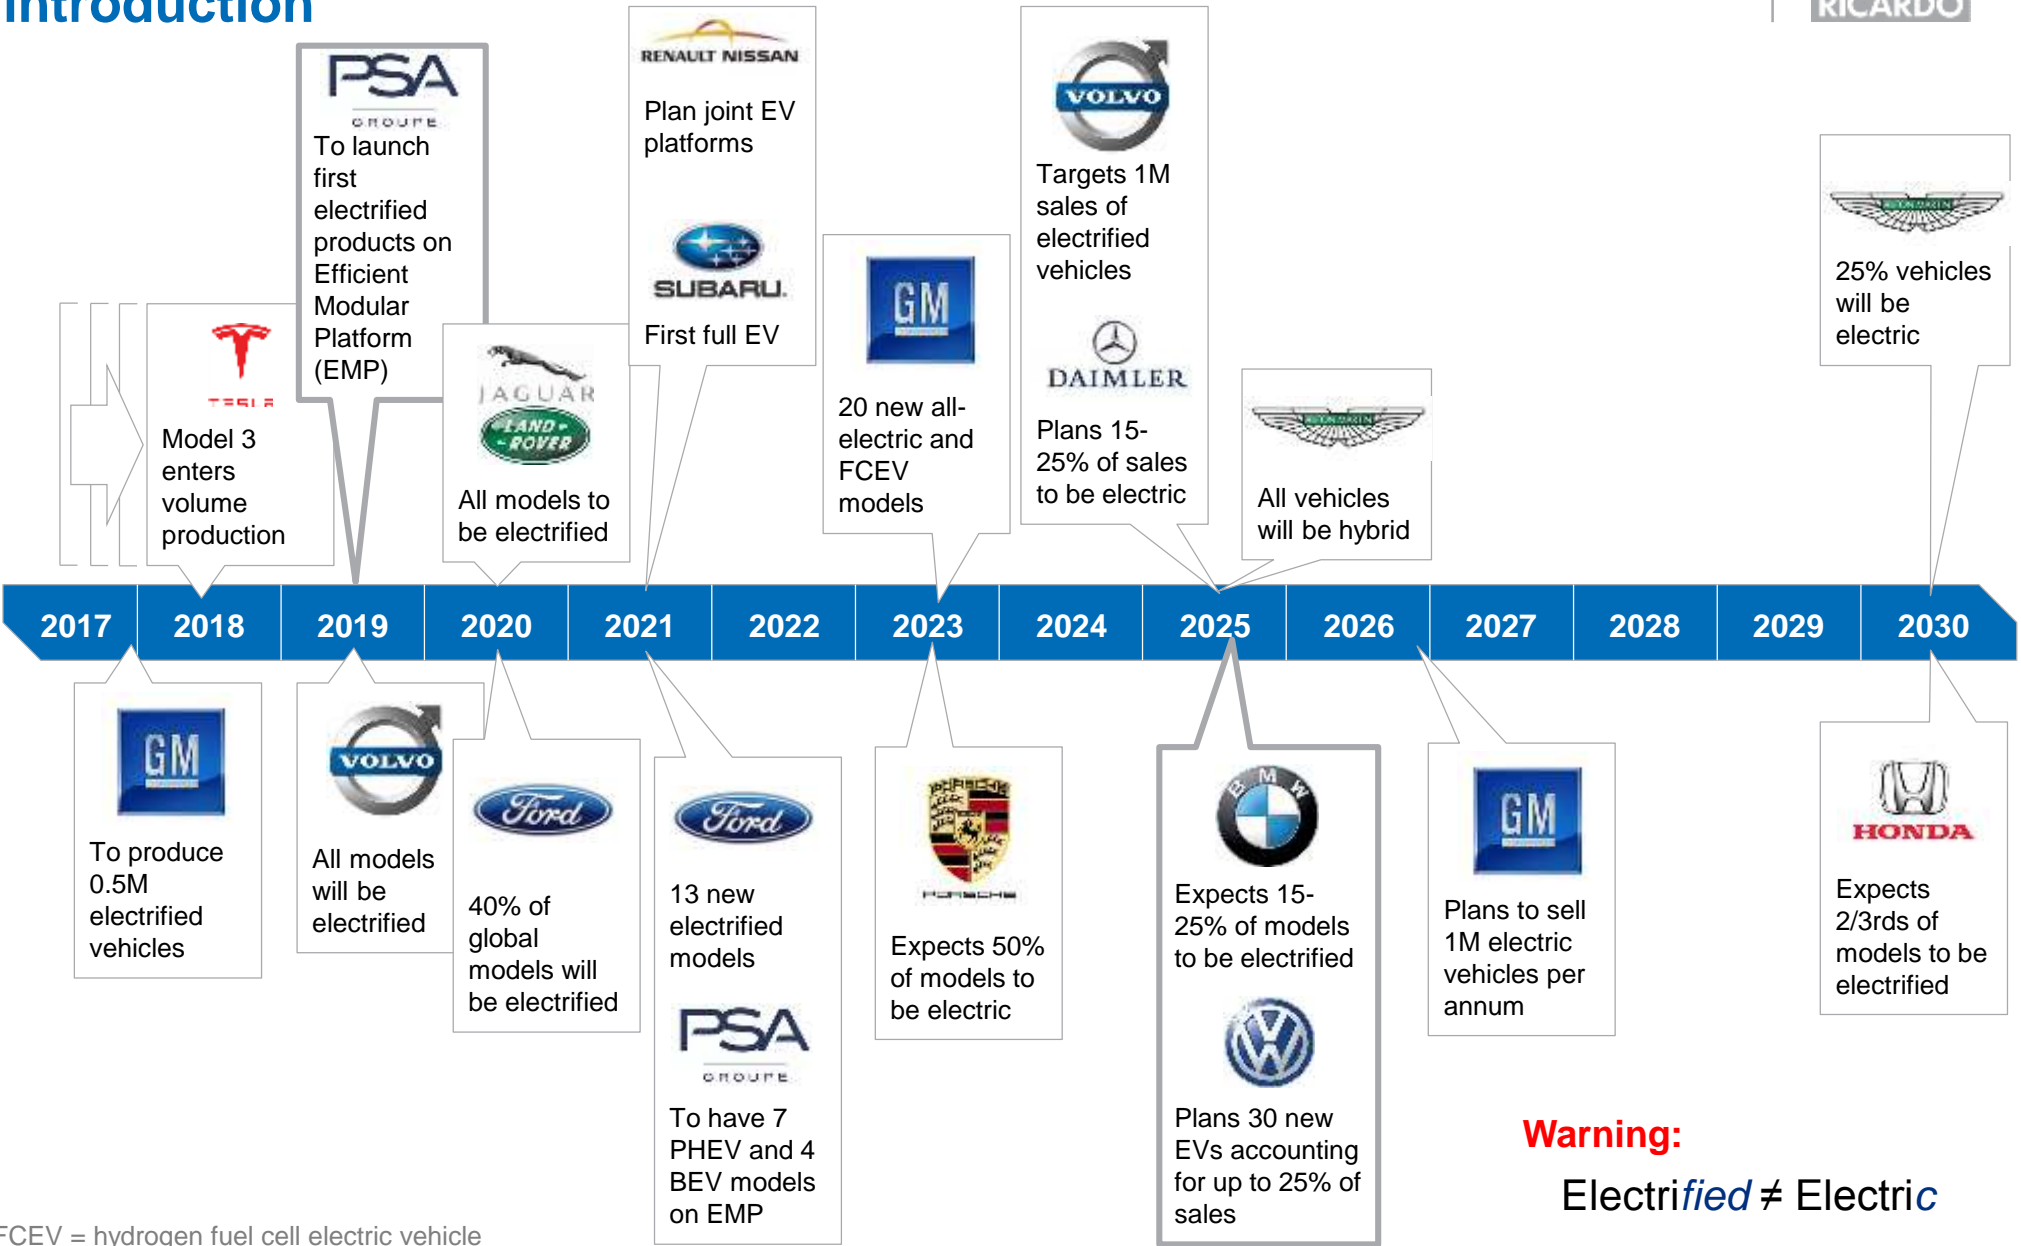 Introduction
RICARDO
PSA
GROUPE
To launch
first
electrified
products on
Efficient
Modular
Platform
(EMP)
RENAULT NISSAN
Plan joint EV
platforms
SUBARU.
First full EV
VOLVO
Targets 1M
sales of
electrified
vehicles
DAIMLER
Plans 15-
25% of sales
to be electric
ASTON MARTIN
25% vehicles
will be
electric
TESLA
Model 3
enters
volume
production
JAGUAR
LAND-
-ROVER
All models to
be electrified
GM
20 new all-
electric and
FCEV
models
ASTON MARTIN
All vehicles
will be hybrid
2017
2018
2019
2020
2021
2022
2023
2024
2025
2026
2027
2028
2029
2030
GM
To produce
0.5M
electrified
vehicles
VOLVO
All models
will be
electrified
Ford
40% of
global
models will
be electrified
Ford
13 new
electrified
models
PSA
GROUPE
To have 7
PHEV and 4
BEV models
on EMP
PORSCHE
PORSCHE
Expects 50%
of models to
be electric
BMW
Expects 15-
25% of models
to be electrified
VW
Plans 30 new
EVs accounting
for up to 25% of
sales
GM
Plans to sell
1M electric
vehicles per
annum
HONDA
Expects
2/3rds of
models to be
electrified
Warning:
Electrified ≠ Electric
FCEV = hydrogen fuel cell electric vehicle